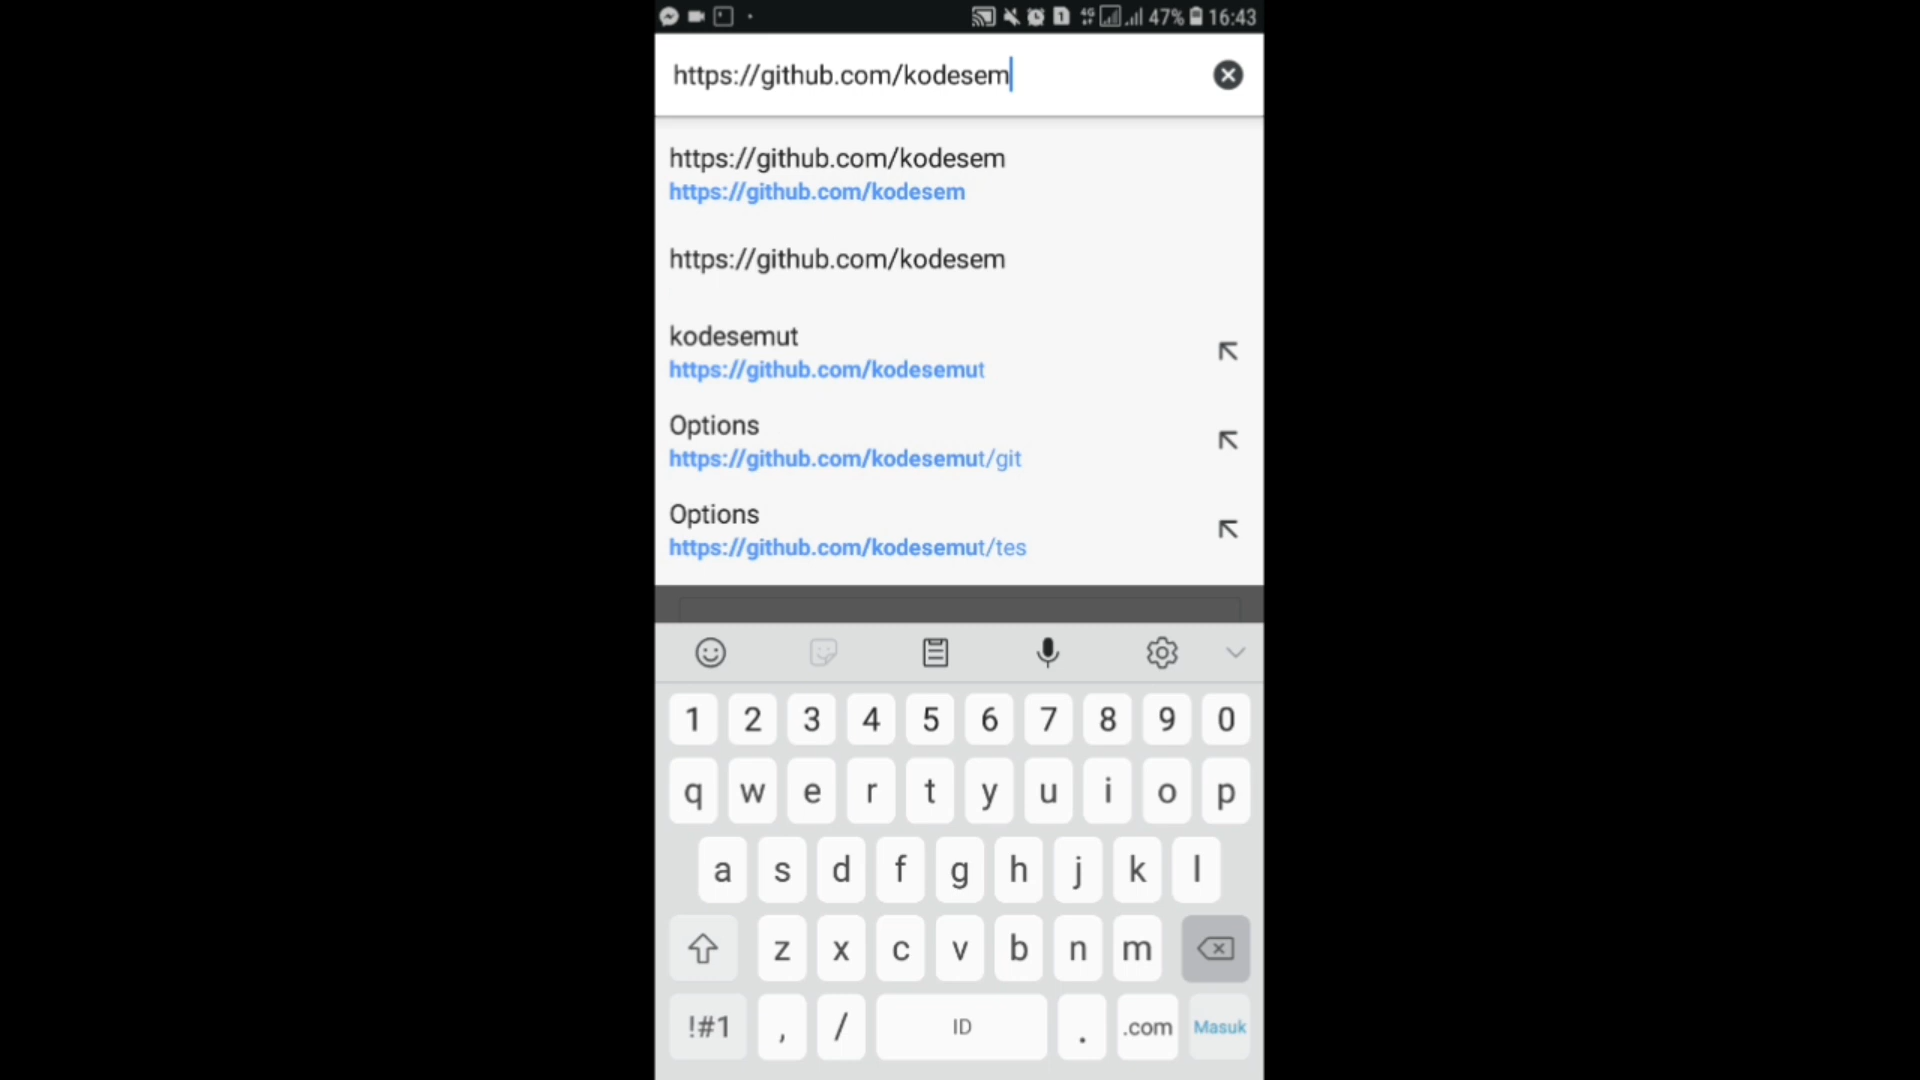 47% 16:43
https://github.com/kodesem
https://github.com/kodesem
https://github.com/kodesem
https://github.com/kodesem
kodesemut
https://github.com/kodesemut
Options
https://github.com/kodesemut/git
Options
https://github.com/kodesemut/tes
1 2 3 4 5 6 7 8 9 0
q w e r t y u i o p
a s d f g h j k l
z x c v b n m
!#1 , / ID . .com Masuk